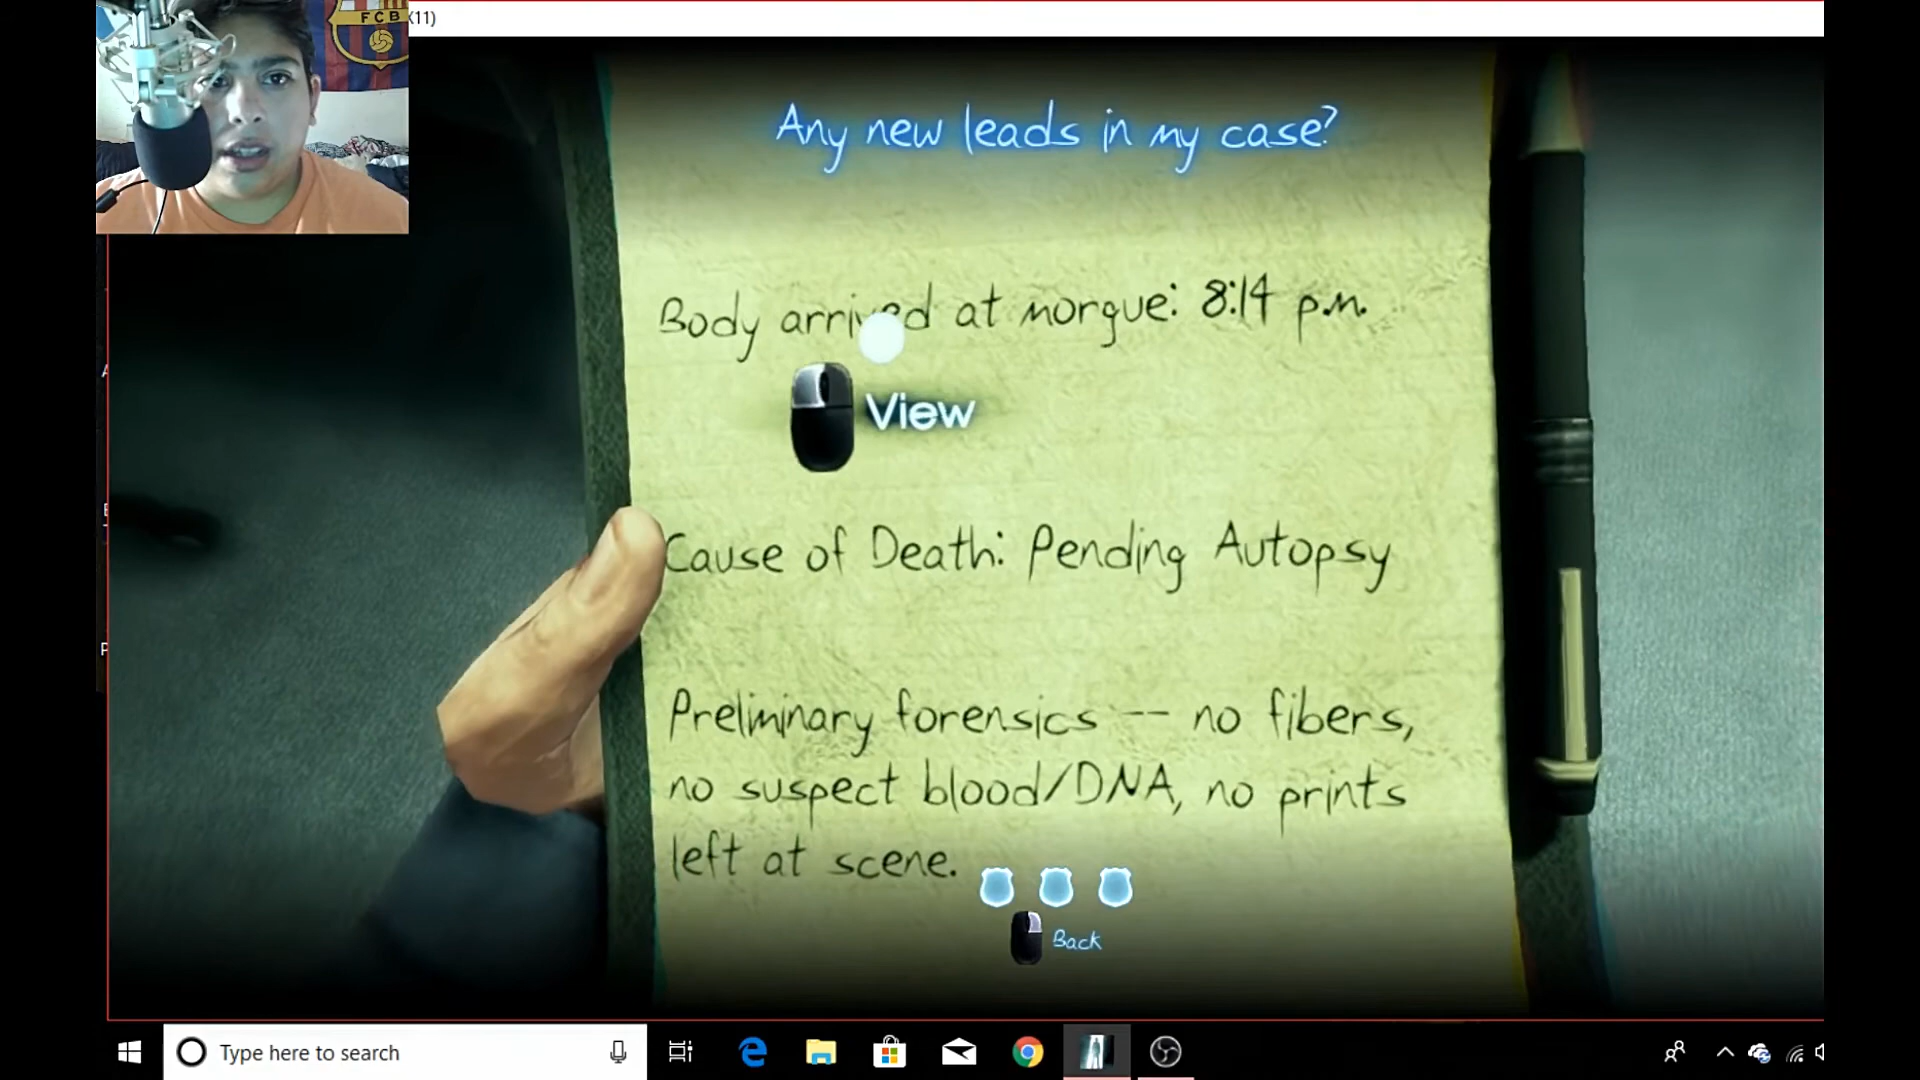 FCB
X11)
Any new leads in my case?
Body arrived at morgue: 8:14 p.m.
View
Cause of Death: Pending Autopsy
Preliminary forensics -- no fibers,
no suspect blood/DNA, no prints
left at scene.
Back
Type here to search